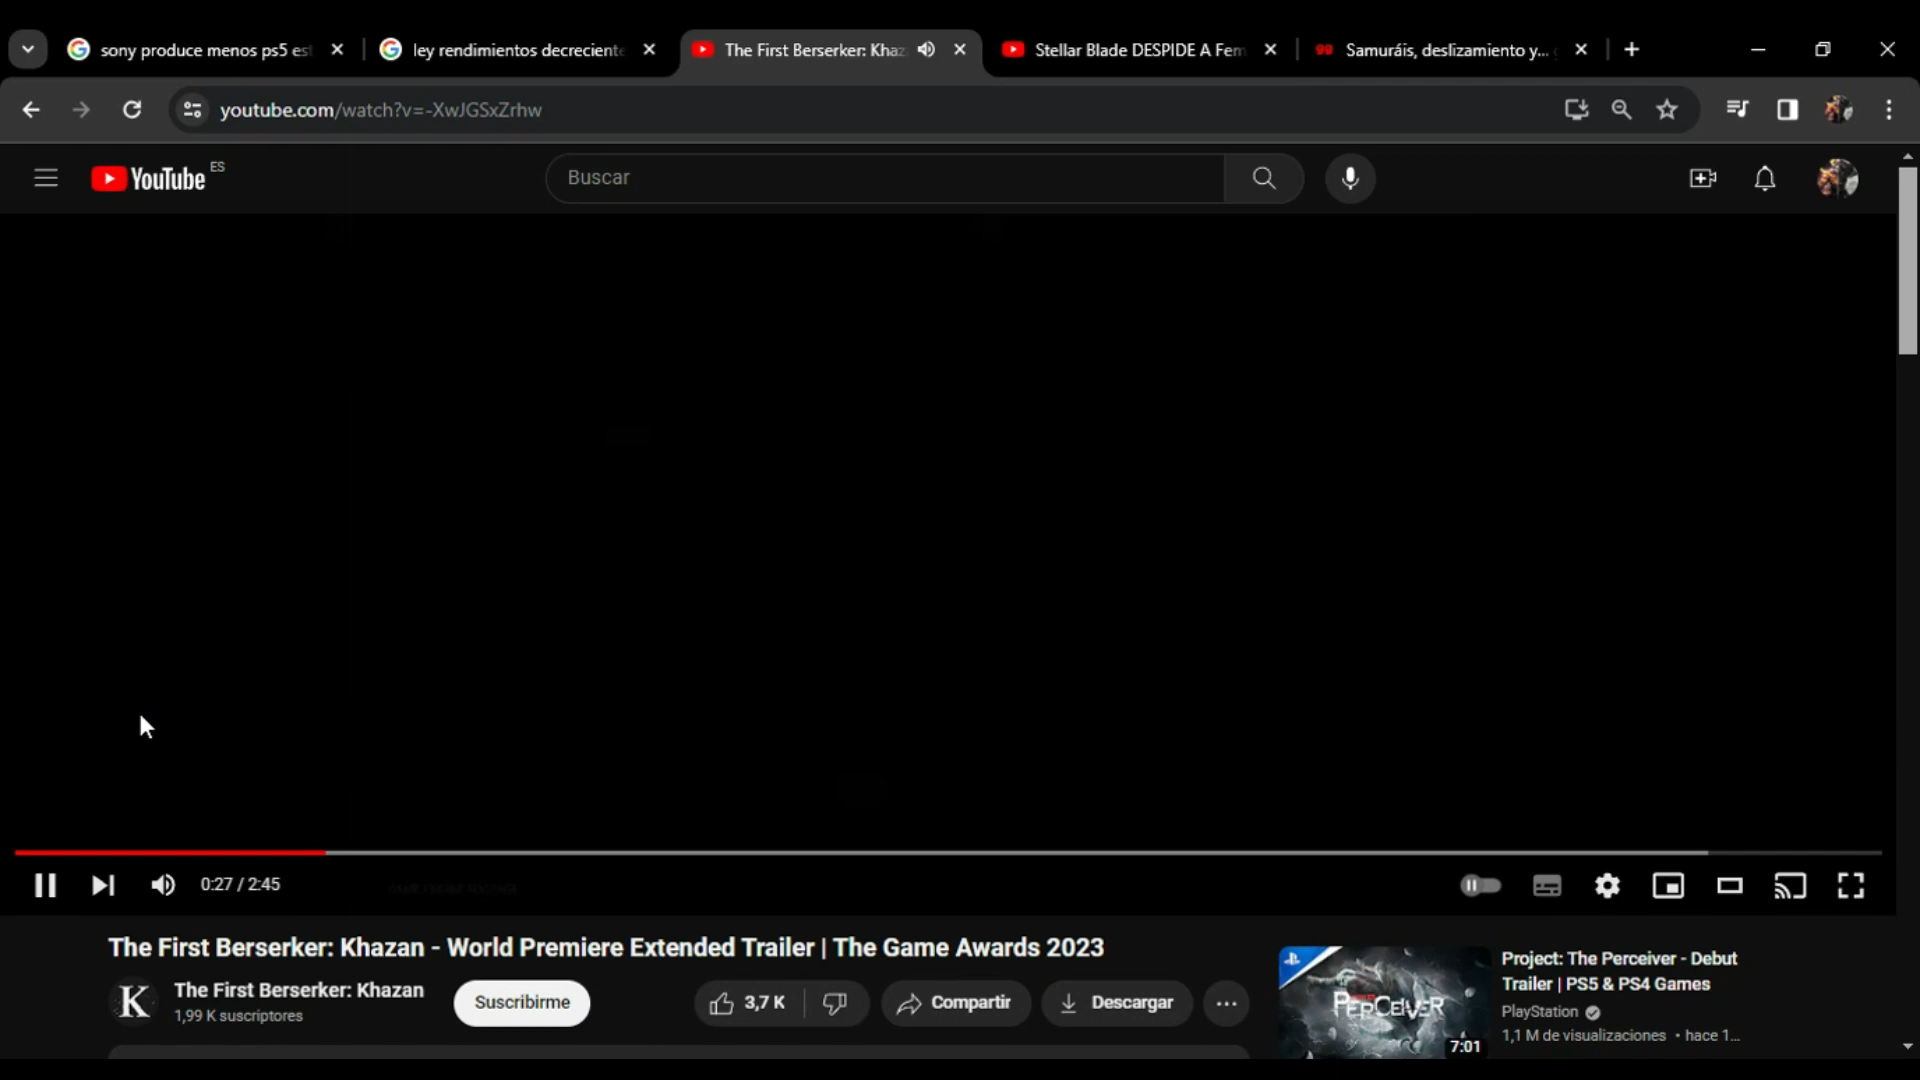 sony produce menos ps5 es
ley rendimientos decreciente
The First Berserker: Khaz
Stellar Blade DESPIDE A Fem
Samuráis, deslizamiento y...
youtube.com/watch?v=-XwJGSxZrhw
YouTube ES
Buscar
0:27 / 2:45
The First Berserker: Khazan - World Premiere Extended Trailer | The Game Awards 2023
K
The First Berserker: Khazan
1,99 K suscriptores
Suscribirme
3,7 K
Compartir
Descargar
PERCEIVER
7:01
Project: The Perceiver - Debut
Trailer | PS5 & PS4 Games
PlayStation
1,1 M de visualizaciones • hace 1...